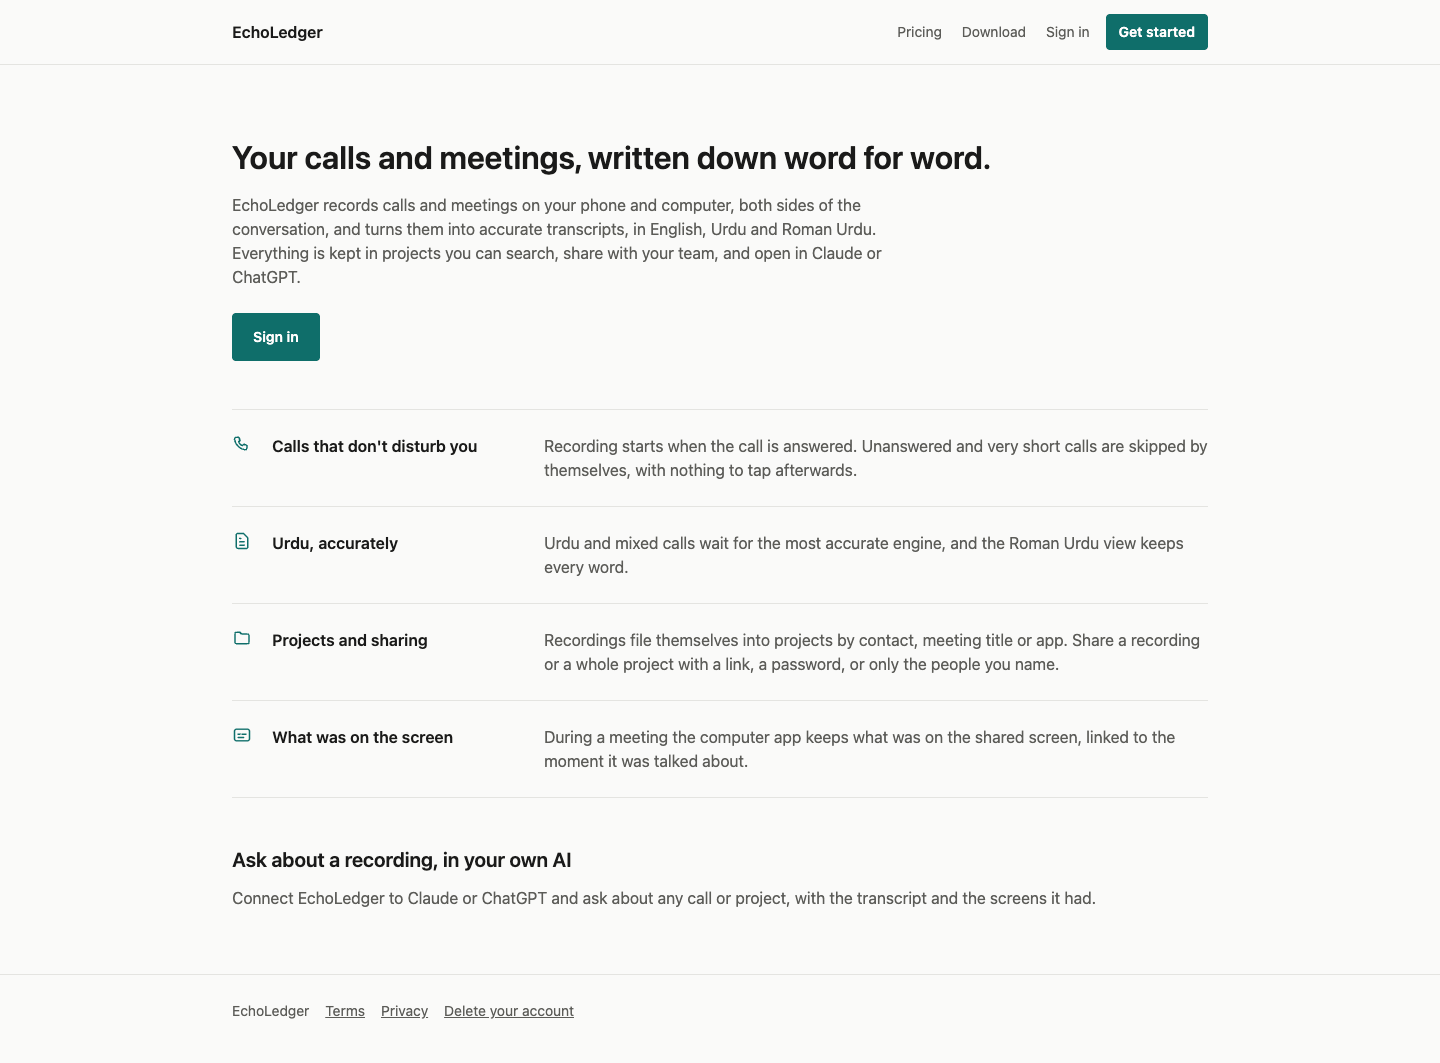 EchoLedger
Pricing
Download
Sign in
Get started
Your calls and meetings, written down word for word.
EchoLedger records calls and meetings on your phone and computer, both sides of the
conversation, and turns them into accurate transcripts, in English, Urdu and Roman Urdu.
Everything is kept in projects you can search, share with your team, and open in Claude or
ChatGPT.
Sign in
Calls that don't disturb you
Recording starts when the call is answered. Unanswered and very short calls are skipped by
themselves, with nothing to tap afterwards.
Urdu, accurately
Urdu and mixed calls wait for the most accurate engine, and the Roman Urdu view keeps
every word.
Projects and sharing
Recordings file themselves into projects by contact, meeting title or app. Share a recording
or a whole project with a link, a password, or only the people you name.
What was on the screen
During a meeting the computer app keeps what was on the shared screen, linked to the
moment it was talked about.
Ask about a recording, in your own AI
Connect EchoLedger to Claude or ChatGPT and ask about any call or project, with the transcript and the screens it had.
EchoLedger
Terms
Privacy
Delete your account